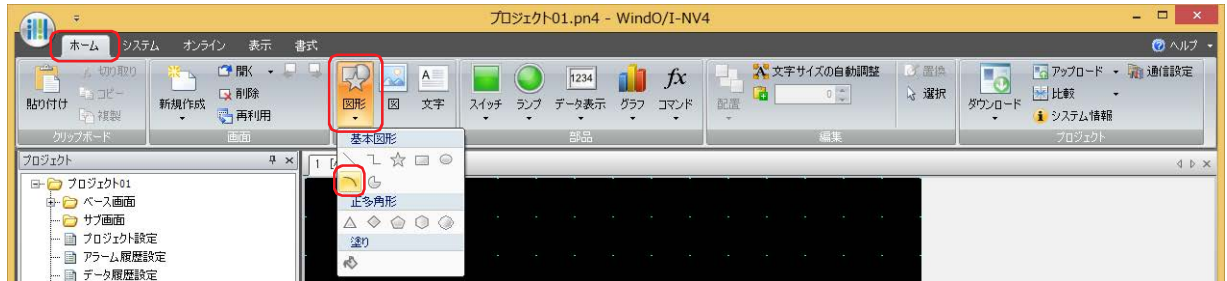 プロジェクト01.pn4 - WindO/I-NV4
ホーム システム オンライン 表示 書式 ヘルプ
貼り付け 切り取り コピー 複製
新規作成 開く 削除 再利用
図形 図 文字
スイッチ ランプ 1234 データ表示 グラフ fx コマンド
配置 文字サイズの自動調整 0 置換 選択
ダウンロード アップロード 比較 システム情報 通信設定
クリップボード 画面 部品 編集 プロジェクト
基本図形
正多角形
塗り
プロジェクト
プロジェクト01
ベース画面
サブ画面
プロジェクト設定
アラーム履歴設定
データ履歴設定
1